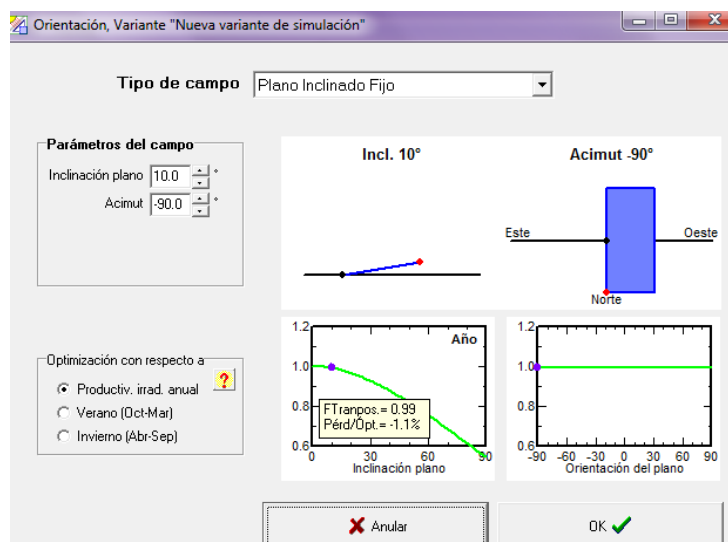 Orientación, Variante "Nueva variante de simulación"
Tipo de campo Plano Inclinado Fijo
Parámetros del campo
Inclinación plano 10.0 °
Acimut -90.0 °
Incl. 10°
Acimut -90°
Este
Oeste
Norte
Optimización con respecto a
?
Productiv. irrad. anual
Verano (Oct-Mar)
Invierno (Abr-Sep)
Año
1.2
1.0
0.8
0.6
FTranpos.= 0.99
Pérd/Ópt.= -1.1%
0 30 60 90
Inclinación plano
1.2
1.0
0.8
0.6
-90 -60 -30 0 30 60 90
Orientación del plano
Anular
OK